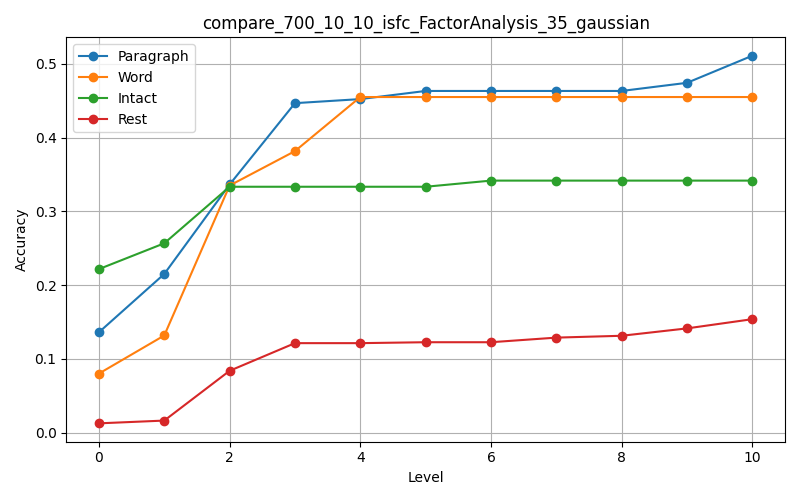 compare_700_10_10_isfc_FactorAnalysis_35_gaussian
Paragraph
Word
Intact
Rest
Accuracy
0.5
0.4
0.3
0.2
0.1
0.0
0 2 4 6 8 10
Level